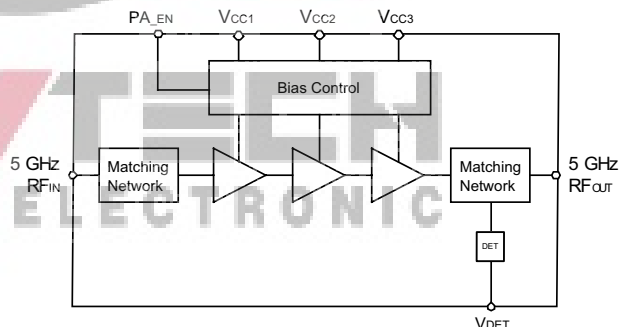 PA_EN VCC1 VCC2 VCC3
Bias Control
TECH
5 GHz
RFIN
Matching
Network
Matching
Network
5 GHz
RFOUT
ELECTRONIC
DET
VDET